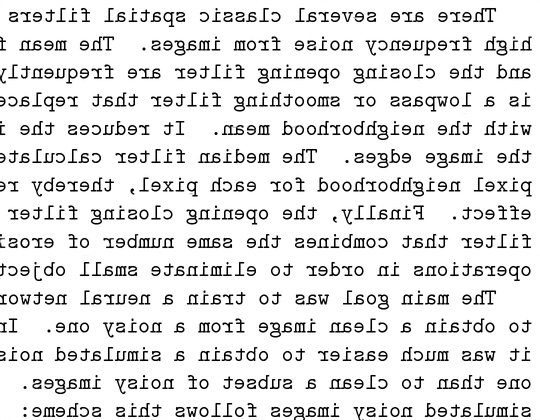 There are several classic spatial filters
high frequency noise from images. The mean f
and the closing opening filter are frequently
is a lowpass or smoothing filter that replace
with the neighborhood mean. It reduces the i
the image edges. The median filter calculate
pixel neighborhood for each pixel, thereby re
effect. Finally, the opening closing filter
filter that combines the same number of erosi
operations in order to eliminate small object
The main goal was to train a neural networ
to obtain a clean image from a noisy one. In
it was much easier to obtain a simulated nois
one than to clean a subset of noisy images.
simulated noisy images follows this scheme: